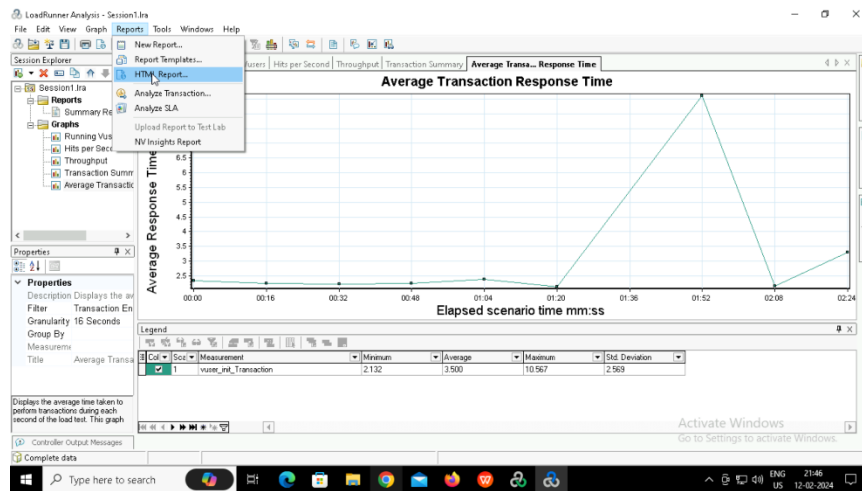 LoadRunner Analysis - Session1.lra
File Edit View Graph Reports Tools Windows Help
New Report...
Report Templates...
HTML Report...
Analyze Transaction...
Analyze SLA
Upload Report to Test Lab
NV Insights Report
Session Explorer
Session1.lra
Reports
Summary Re
Graphs
Running Vus
Hits per Seco
Throughput
Transaction Summ
Average Transactio
Vusers Hits per Second Throughput Transaction Summary Average Transa... Response Time
Average Transaction Response Time
Average Response Time
6.5
6
5.5
5
4.5
4
3.5
3
2.5
00:00 00:16 00:32 00:48 01:04 01:20 01:36 01:52 02:08 02:24
Elapsed scenario time mm:ss
Properties
Properties
Description Displays the av
Filter Transaction En
Granularity 16 Seconds
Group By
Measureme
Title Average Transa
Displays the average time taken to
perform transactions during each
second of the load test. This graph
Legend
Col Sca Measurement Minimum Average Maximum Std. Deviation
1 vuser_init_Transaction 2.132 3.500 10.567 2.569
Controller Output Messages
Complete data
Activate Windows
Go to Settings to activate Windows.
Type here to search
ENG
US
21:46
12-02-2024